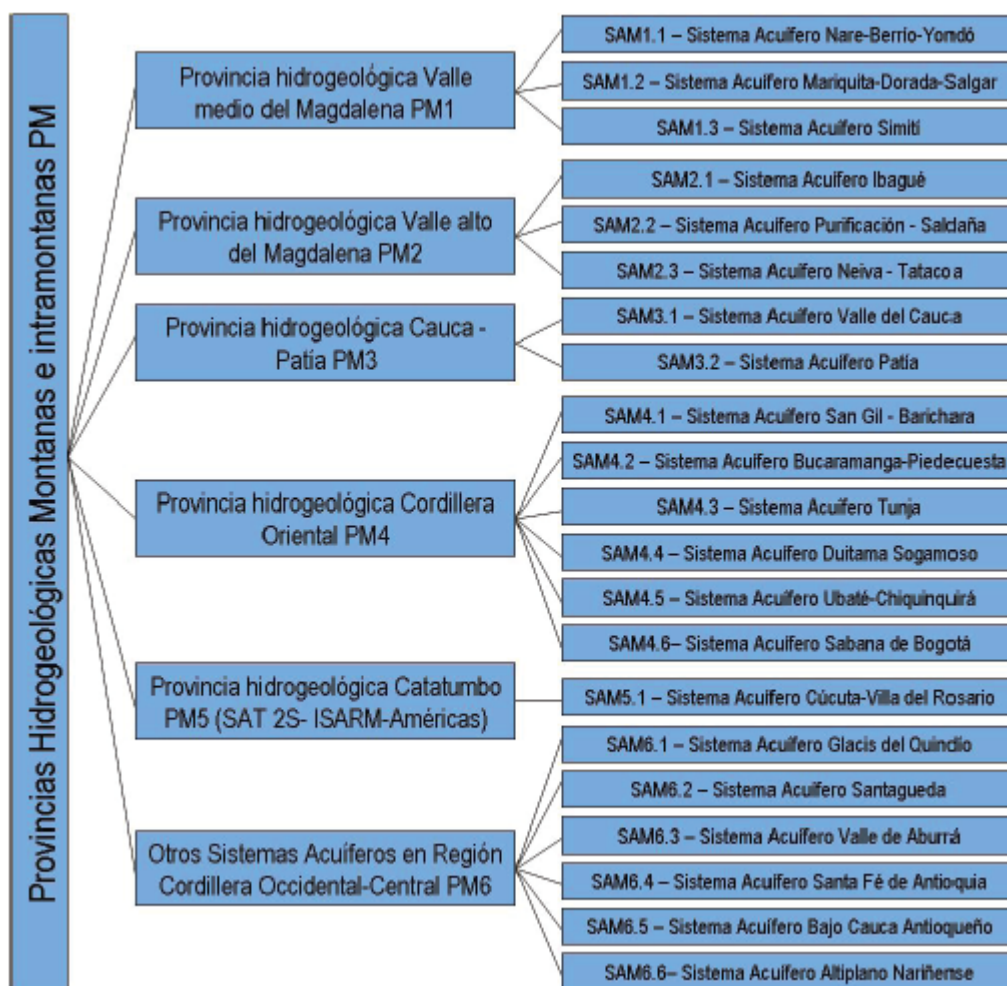 Provincias Hidrogeológicas Montanas e intramontanas PM
Provincia hidrogeológica Valle
medio del Magdalena PM1
SAM1.1 – Sistema Acuífero Nare-Berrío-Yondó
SAM1.2 – Sistema Acuífero Mariquita-Dorada-Salgar
SAM1.3 – Sistema Acuífero Simití
Provincia hidrogeológica Valle alto
del Magdalena PM2
SAM2.1 – Sistema Acuífero Ibagué
SAM2.2 – Sistema Acuífero Purificación - Saldaña
SAM2.3 – Sistema Acuífero Neiva - Tatacoa
Provincia hidrogeológica Cauca -
Patía PM3
SAM3.1 – Sistema Acuífero Valle del Cauca
SAM3.2 – Sistema Acuífero Patía
Provincia hidrogeológica Cordillera
Oriental PM4
SAM4.1 – Sistema Acuífero San Gil - Barichara
SAM4.2 – Sistema Acuífero Bucaramanga-Piedecuesta
SAM4.3 – Sistema Acuífero Tunja
SAM4.4 – Sistema Acuífero Duitama Sogamoso
SAM4.5 – Sistema Acuífero Ubaté-Chiquinquirá
SAM4.6– Sistema Acuífero Sabana de Bogotá
Provincia hidrogeológica Catatumbo
PM5 (SAT 2S- ISARM-Américas)
SAM5.1 – Sistema Acuífero Cúcuta-Villa del Rosario
Otros Sistemas Acuíferos en Región
Cordillera Occidental-Central PM6
SAM6.1 – Sistema Acuífero Glacis del Quindío
SAM6.2 – Sistema Acuífero Santagueda
SAM6.3 – Sistema Acuífero Valle de Aburrá
SAM6.4 – Sistema Acuífero Santa Fé de Antioquia
SAM6.5 – Sistema Acuífero Bajo Cauca Antioqueño
SAM6.6– Sistema Acuífero Altiplano Nariñense